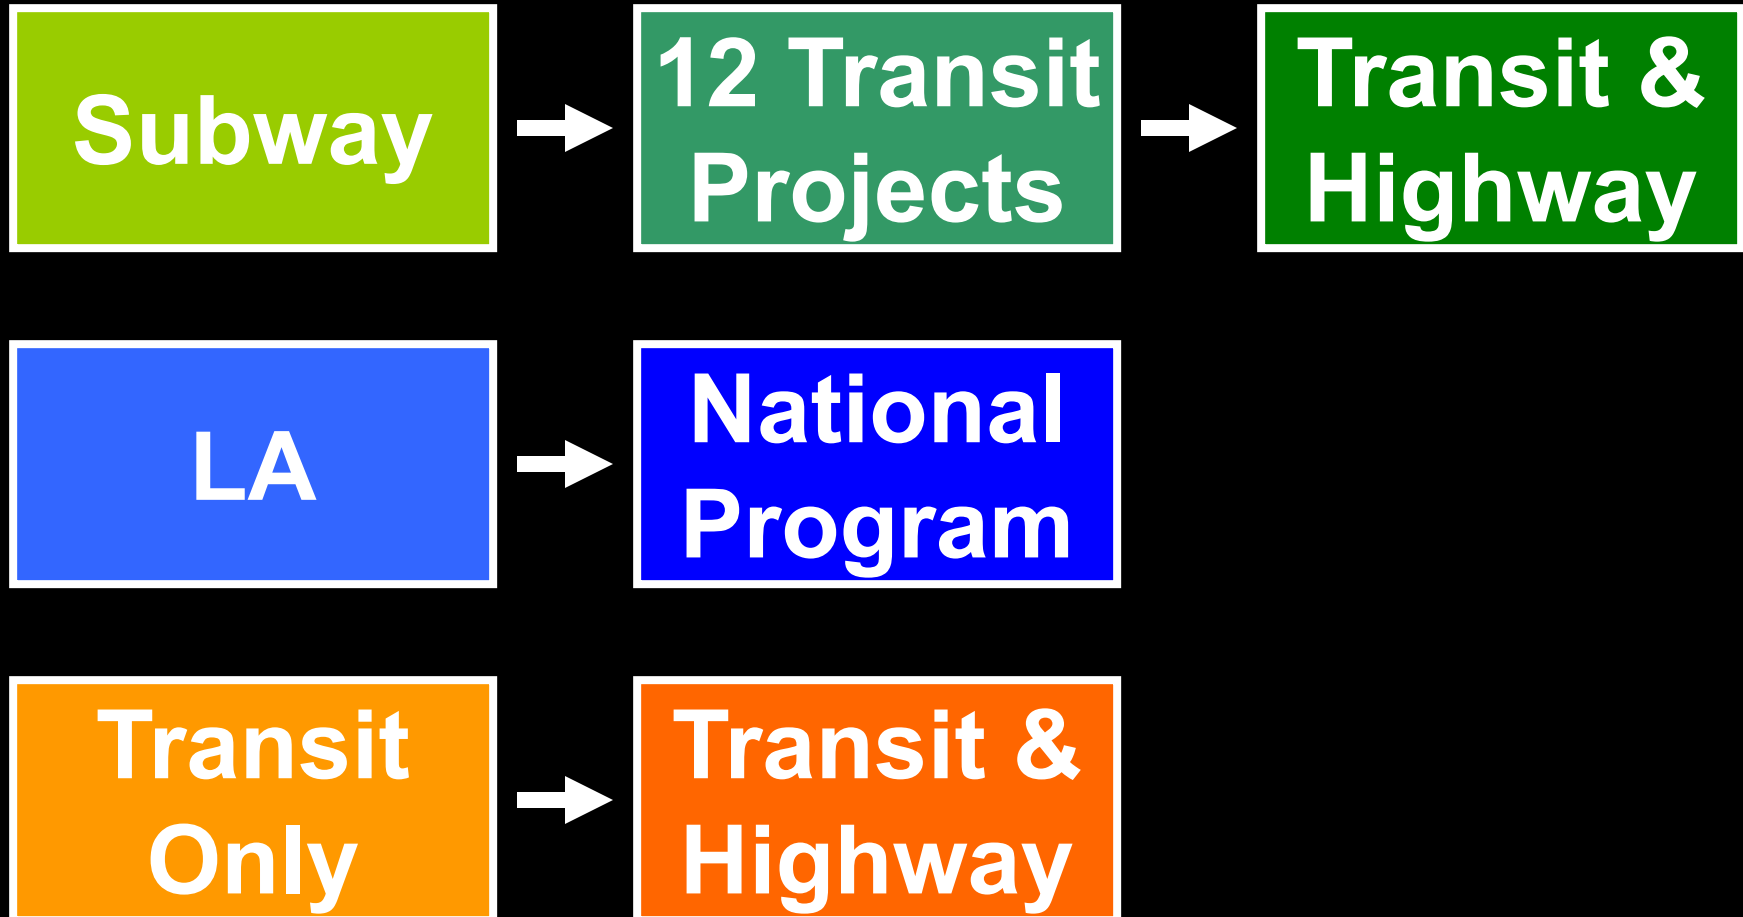 Subway
12 Transit
Projects
Transit &
Highway
LA
National
Program
Transit
Only
Transit &
Highway